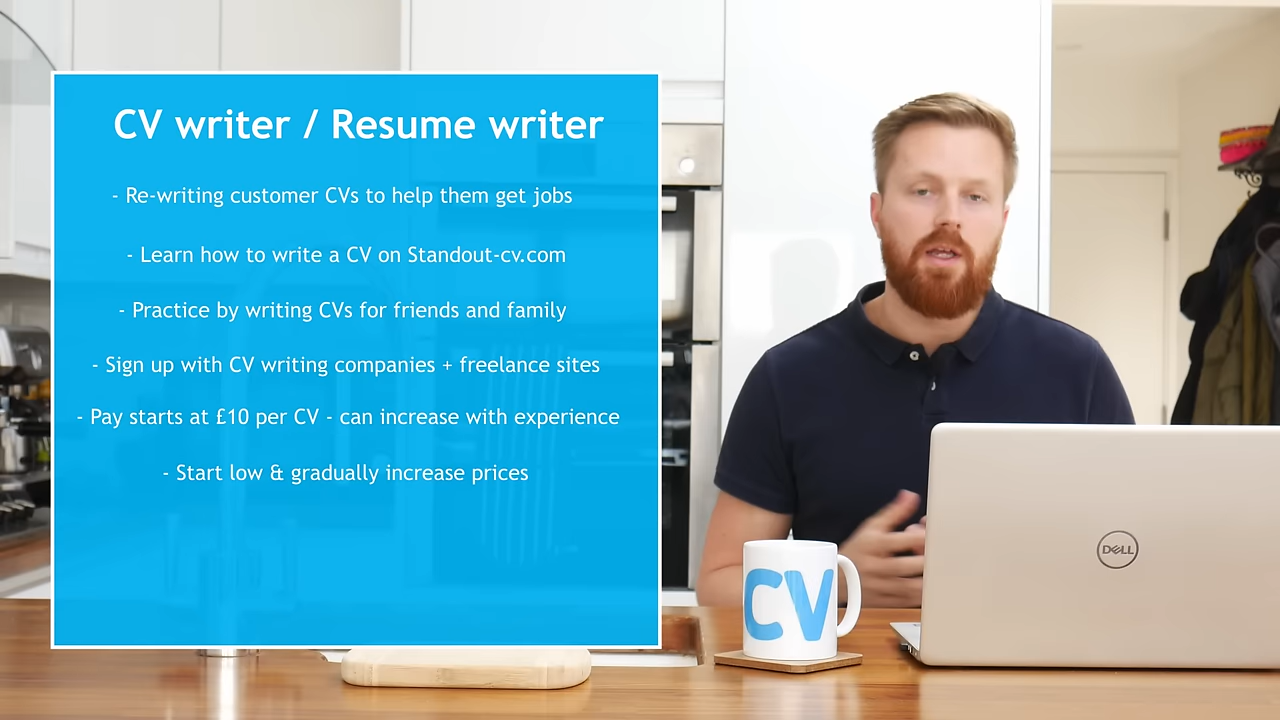 CV writer / Resume writer
- Re-writing customer CVs to help them get jobs
- Learn how to write a CV on Standout-cv.com
- Practice by writing CVs for friends and family
- Sign up with CV writing companies + freelance sites
- Pay starts at £10 per CV - can increase with experience
- Start low & gradually increase prices
CV
DELL